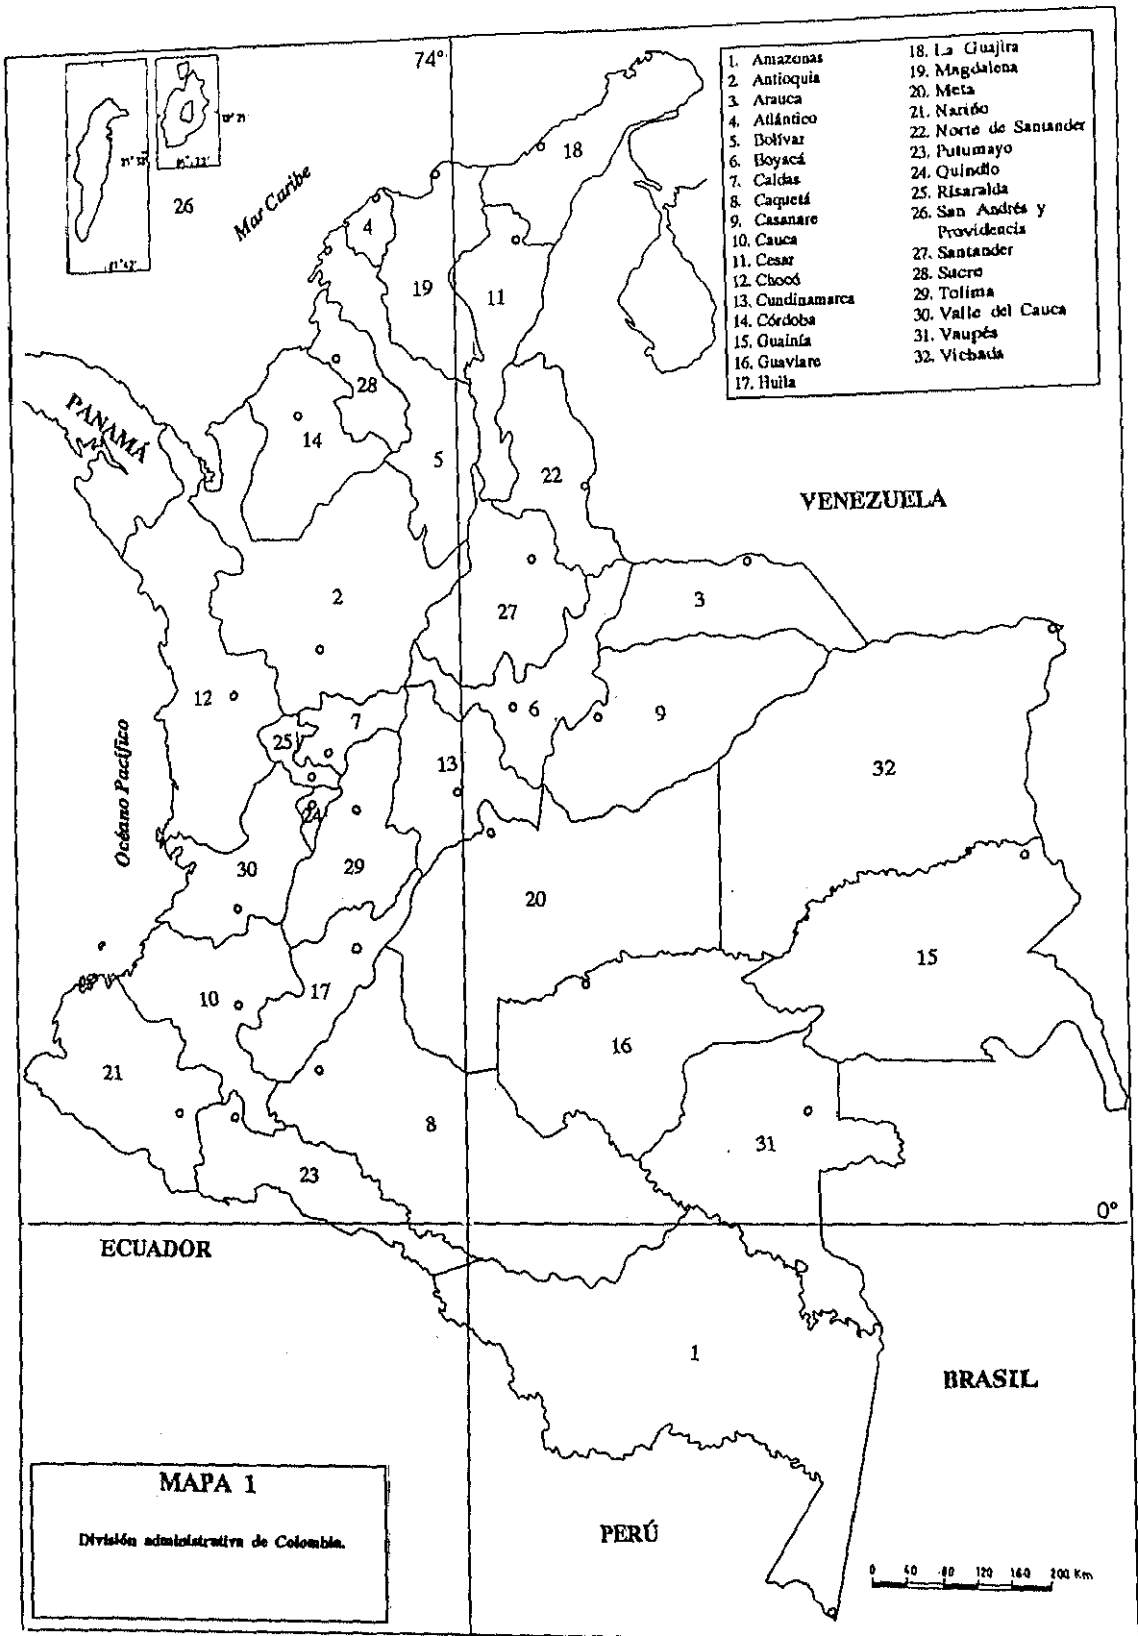 74°
1. Amazonas
2 Antioquia
3 Arauca
4. Atlántico
5. Bolívar
6. Boyacá
7. Caldas
8. Caquetá
9. Casanare
10. Cauca
11. Cesar
12. Chocó
13. Cundinamarca
14. Córdoba
15. Guainía
16. Guaviare
17. Huila
18. La Guajira
19. Magdalena
20. Meta
21. Nariño
22. Norte de Santander
23. Putumayo
24. Quindío
25. Risaralda
26. San Andrés y
Providencia
27. Santander
28. Sucre
29. Tolima
30. Valle del Cauca
31. Vaupés
32. Vichada
26
Mar Caribe
18
4
19
11
28
14
5
22
PANAMÁ
VENEZUELA
2
27
3
12
7
6
9
25
13
32
24
Océano Pacífico
30
29
20
15
10
17
16
21
8
31
23
0°
ECUADOR
1
BRASIL
MAPA 1
División administrativa de Colombia.
PERÚ
0 40 80 120 160 200 Km